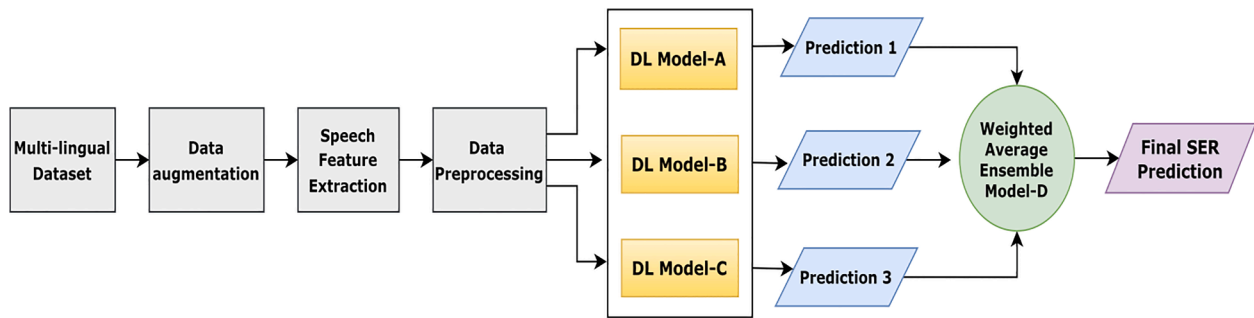 Multi-lingual
Dataset
Data
augmentation
Speech
Feature
Extraction
Data
Preprocessing
DL Model-A
DL Model-B
DL Model-C
Prediction 1
Prediction 2
Prediction 3
Weighted
Average
Ensemble
Model-D
Final SER
Prediction